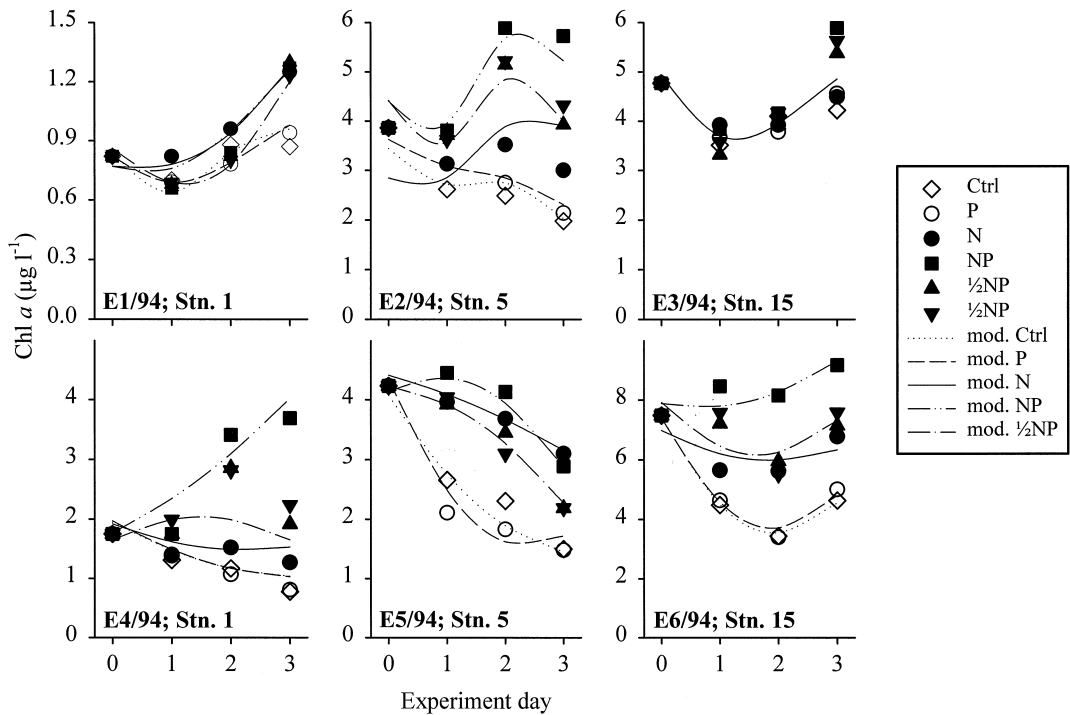 1.5
1.2
0.9
0.6
0.3
0.0
E1/94; Stn. 1
6
5
4
3
2
1
0
E2/94; Stn. 5
6
5
4
3
2
1
0
E3/94; Stn. 15
Chl a (µg l-1)
4
3
2
1
0
E4/94; Stn. 1
0 1 2 3
5
4
3
2
1
0
E5/94; Stn. 5
0 1 2 3
8
6
4
2
0
E6/94; Stn. 15
0 1 2 3
Experiment day
Ctrl
P
N
NP
½NP
½NP
mod. Ctrl
mod. P
mod. N
mod. NP
mod. ½NP